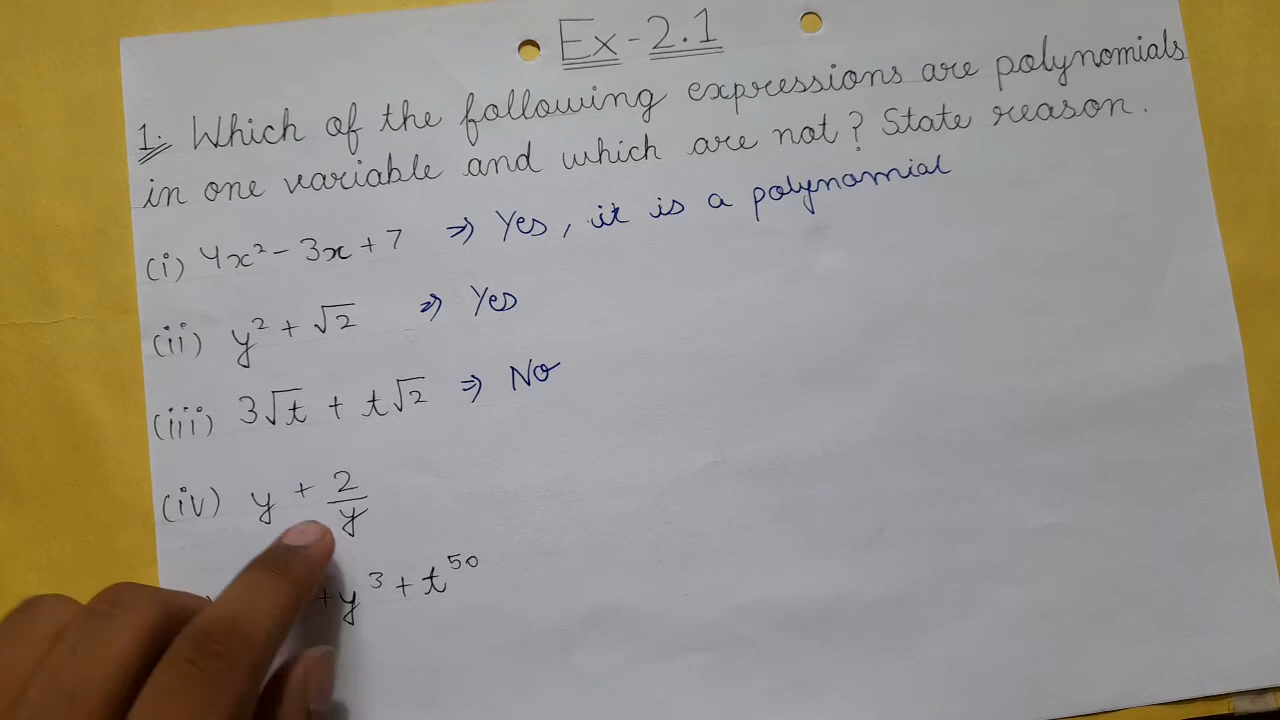 Ex-2.1
1. Which of the following expressions are polynomials
in one variable and which are not? State reason.
(i) 4x² - 3x + 7 ⇒ Yes, it is a polynomial
(ii) y² + √2 ⇒ Yes
(iii) 3√t + t√2 ⇒ No
(iv) y + 2/y
+ y³ + t⁵⁰